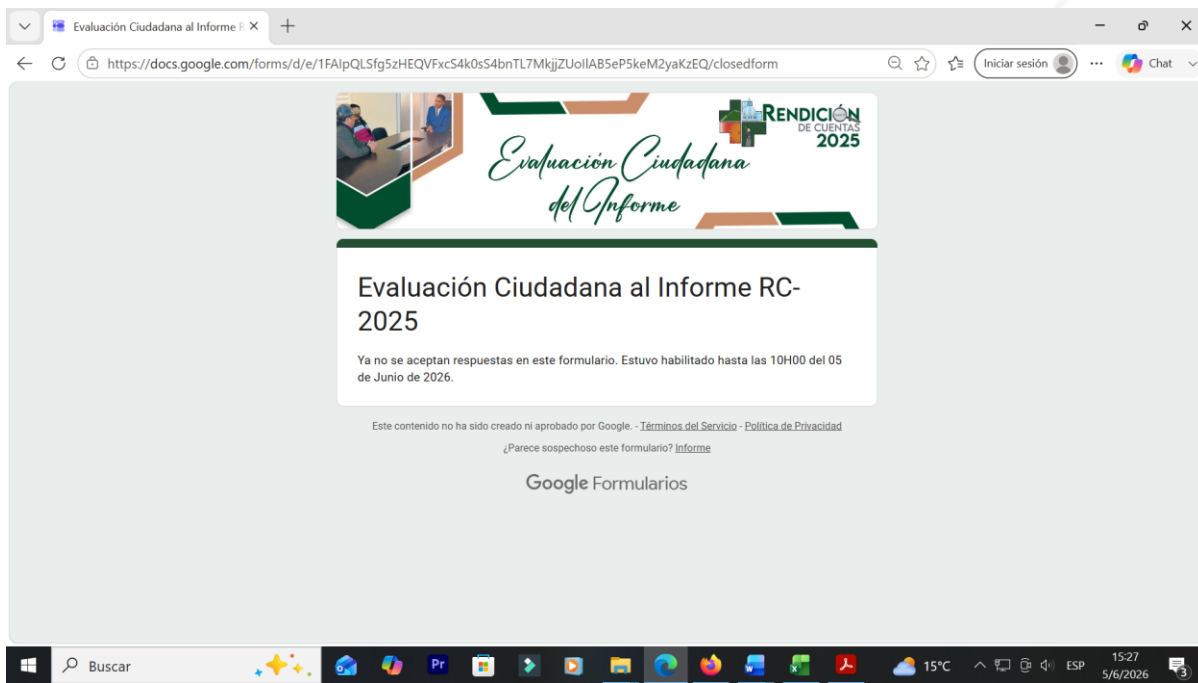 Evaluación Ciudadana al Informe R
https://docs.google.com/forms/d/e/1FAIpQLSfg5zHEQVFxcS4k0sS4bnTL7MkjjZUoIlAB5eP5keM2yaKzEQ/closedform
Iniciar sesión
Chat
RENDICIÓN
DE CUENTAS
2025
Evaluación Ciudadana
del Informe
Evaluación Ciudadana al Informe RC-
2025
Ya no se aceptan respuestas en este formulario. Estuvo habilitado hasta las 10H00 del 05
de Junio de 2026.
Este contenido no ha sido creado ni aprobado por Google. - Términos del Servicio - Política de Privacidad
¿Parece sospechoso este formulario? Informe
Google Formularios
Buscar
Pr
15°C
ESP
15:27
5/6/2026
3